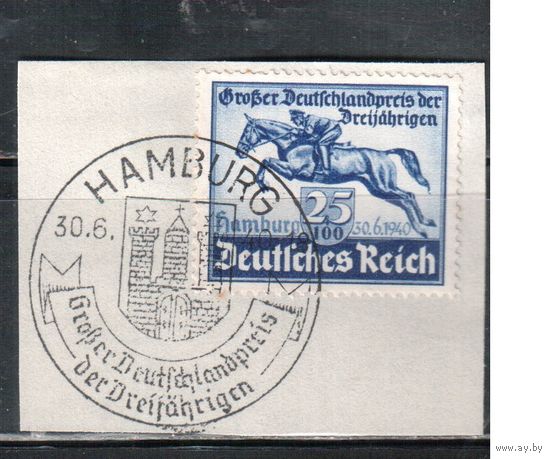 Großer Deutschlandpreis der
Dreijährigen
25
100
Hamburg
30.6.1940
Deutsches Reich
HAMBURG
30.6.
Großer Deutschlandpreis
der Dreijährigen
www.ay.by